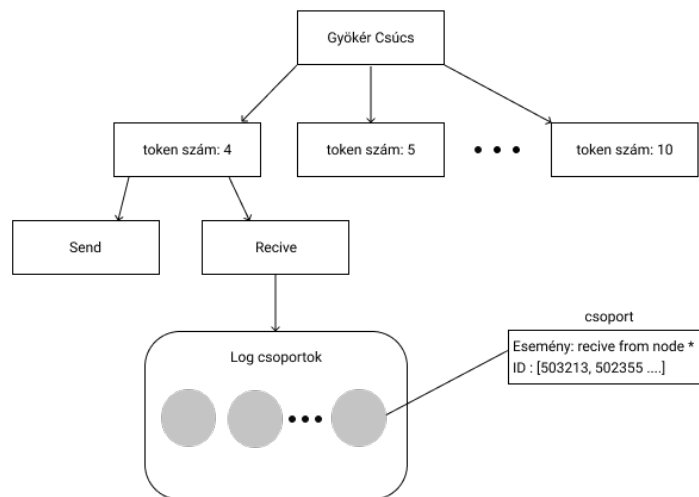 Gyökér Csúcs
token szám: 4
token szám: 5
token szám: 10
Send
Recive
csoport
Esemény: recive from node *
ID : [503213, 502355 ....]
Log csoportok